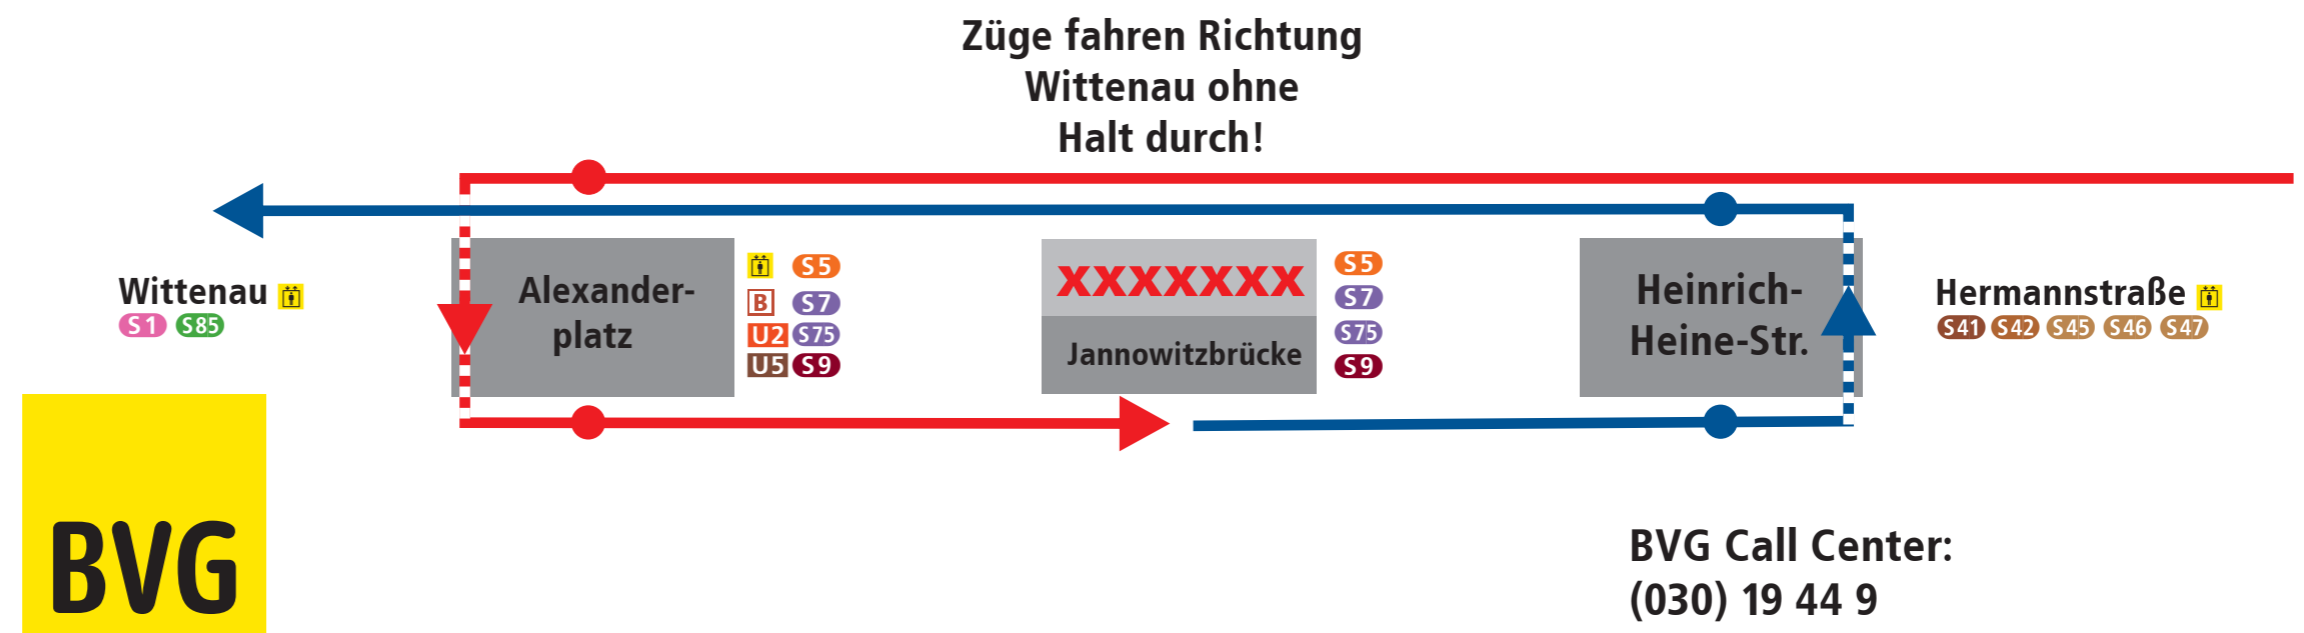 Züge fahren Richtung
Wittenau ohne
Halt durch!
Wittenau
S1 S85
Alexander-
platz
S5
B S7
U2 S75
U5 S9
XXXXXXX
Jannowitzbrücke
S5
S7
S75
S9
Heinrich-
Heine-Str.
Hermannstraße
S41 S42 S45 S46 S47
BVG
BVG Call Center:
(030) 19 44 9